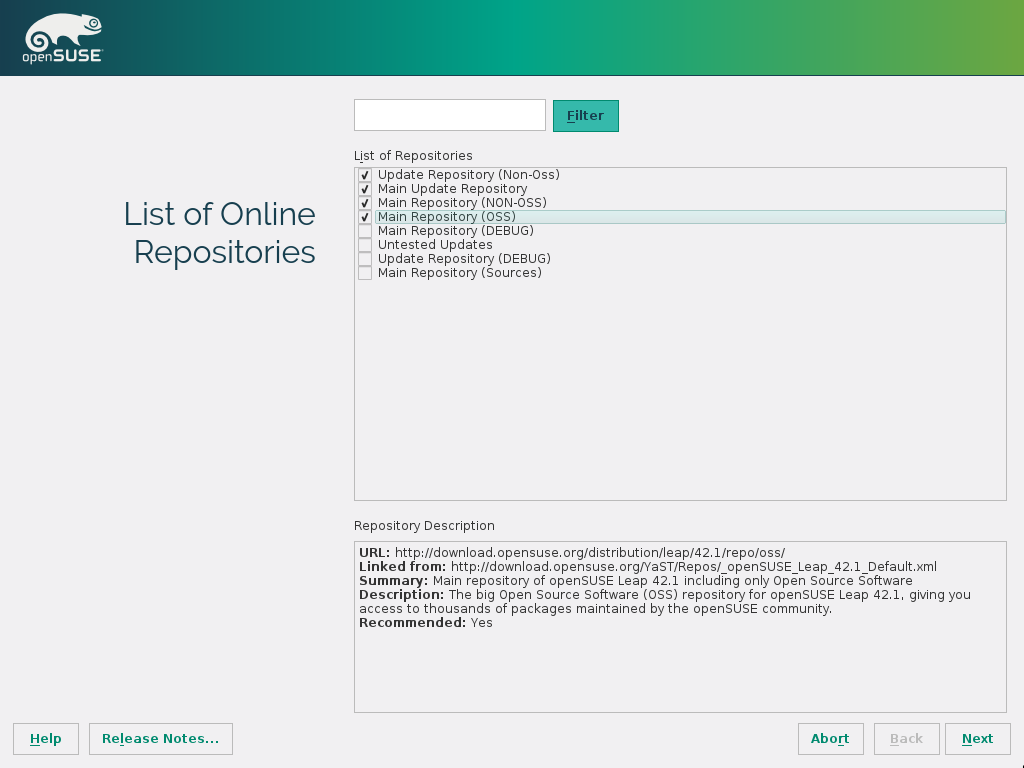 openSUSE
Filter
List of Repositories
Update Repository (Non-Oss)
Main Update Repository
Main Repository (NON-OSS)
Main Repository (OSS)
Main Repository (DEBUG)
Untested Updates
Update Repository (DEBUG)
Main Repository (Sources)
List of Online
Repositories
Repository Description
URL: http://download.opensuse.org/distribution/leap/42.1/repo/oss/
Linked from: http://download.opensuse.org/YaST/Repos/_openSUSE_Leap_42.1_Default.xml
Summary: Main repository of openSUSE Leap 42.1 including only Open Source Software
Description: The big Open Source Software (OSS) repository for openSUSE Leap 42.1, giving you
access to thousands of packages maintained by the openSUSE community.
Recommended: Yes
Help
Release Notes...
Abort
Back
Next